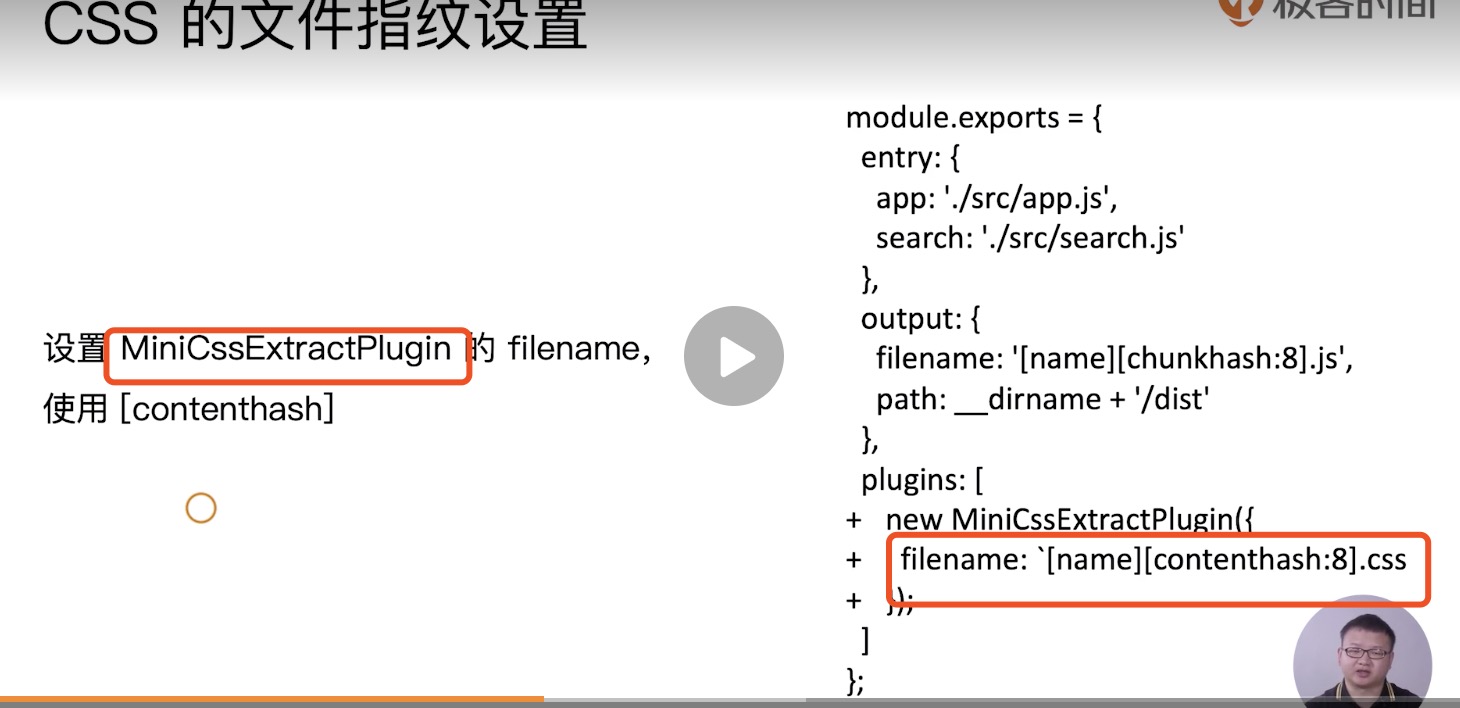 CSS 的文件指纹设置
极客时间
设置 MiniCssExtractPlugin 的 filename，
使用 [contenthash]
module.exports = {
entry: {
app: './src/app.js',
search: './src/search.js'
},
output: {
filename: '[name][chunkhash:8].js',
path: __dirname + '/dist'
},
plugins: [
+ new MiniCssExtractPlugin({
+ filename: `[name][contenthash:8].css
+ });
]
};